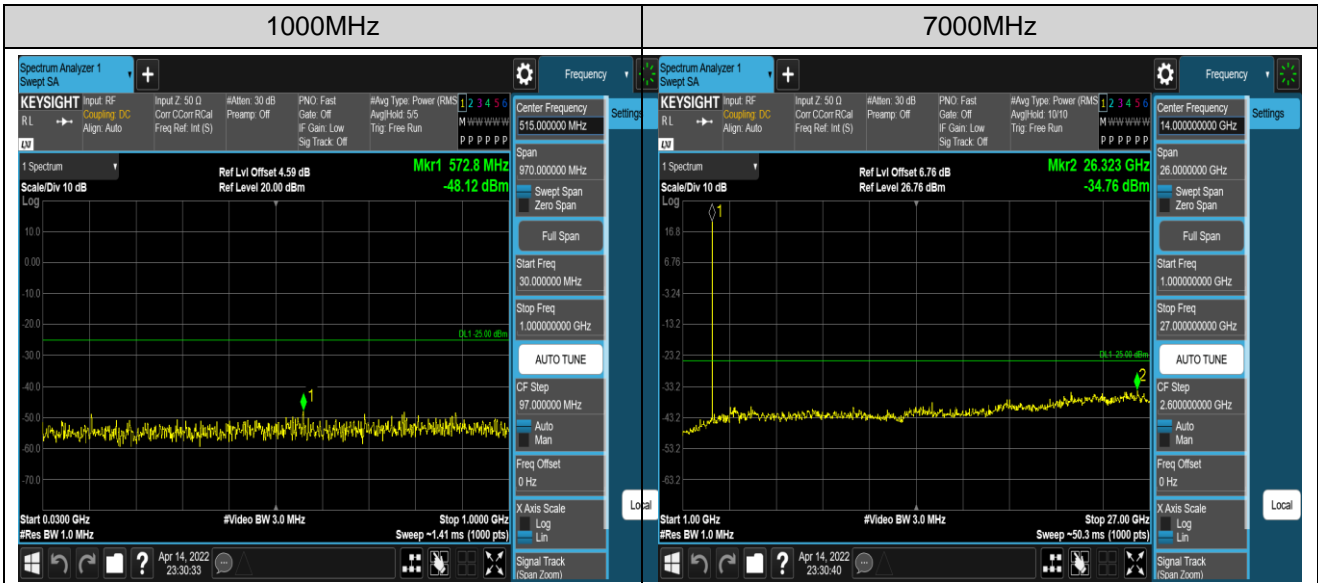 1000MHz
7000MHz
Spectrum Analyzer 1
Swept SA
Frequency
KEYSIGHT
RL
Input: RF
Coupling: DC
Align: Auto
Input Z: 50 Ω
Corr CCorr RCal
Freq Ref: Int (S)
#Atten: 30 dB
Preamp: Off
PNO: Fast
Gate: Off
IF Gain: Low
Sig Track: Off
#Avg Type: Power (RMS
Avg|Hold: 5/5
Trig: Free Run
1 2 3 4 5 6
M W W W W W
P P P P P P
Center Frequency
515.000000 MHz
Settings
1 Spectrum
Scale/Div 10 dB
Log
Ref Lvl Offset 4.59 dB
Ref Level 20.00 dBm
Mkr1 572.8 MHz
-48.12 dBm
Span
970.000000 MHz
Swept Span
Zero Span
Full Span
10.0
0.00
-10.0
-20.0
-30.0
-40.0
-50.0
-60.0
-70.0
DL1 -25.00 dBm
1
Start Freq
30.000000 MHz
Stop Freq
1.000000000 GHz
AUTO TUNE
CF Step
97.000000 MHz
Auto
Man
Freq Offset
0 Hz
X Axis Scale
Log
Lin
Local
Signal Track
(Span Zoom)
Start 0.0300 GHz
#Res BW 1.0 MHz
#Video BW 3.0 MHz
Stop 1.0000 GHz
Sweep ~1.41 ms (1000 pts)
?
Apr 14, 2022
23:30:33
Spectrum Analyzer 1
Swept SA
Frequency
KEYSIGHT
RL
Input: RF
Coupling: DC
Align: Auto
Input Z: 50 Ω
Corr CCorr RCal
Freq Ref: Int (S)
#Atten: 30 dB
Preamp: Off
PNO: Fast
Gate: Off
IF Gain: Low
Sig Track: Off
#Avg Type: Power (RMS
Avg|Hold: 10/10
Trig: Free Run
1 2 3 4 5 6
M W W W W W
P P P P P P
Center Frequency
14.000000000 GHz
Settings
1 Spectrum
Scale/Div 10 dB
Log
Ref Lvl Offset 6.76 dB
Ref Level 26.76 dBm
Mkr2 26.323 GHz
-34.76 dBm
Span
26.0000000 GHz
Swept Span
Zero Span
Full Span
1
16.8
6.76
-3.24
-13.2
-23.2
-33.2
-43.2
-53.2
-63.2
DL1 -25.00 dBm
2
Start Freq
1.000000000 GHz
Stop Freq
27.000000000 GHz
AUTO TUNE
CF Step
2.600000000 GHz
Auto
Man
Freq Offset
0 Hz
X Axis Scale
Log
Lin
Local
Signal Track
(Span Zoom)
Start 1.00 GHz
#Res BW 1.0 MHz
#Video BW 3.0 MHz
Stop 27.00 GHz
Sweep ~50.3 ms (1000 pts)
?
Apr 14, 2022
23:30:40